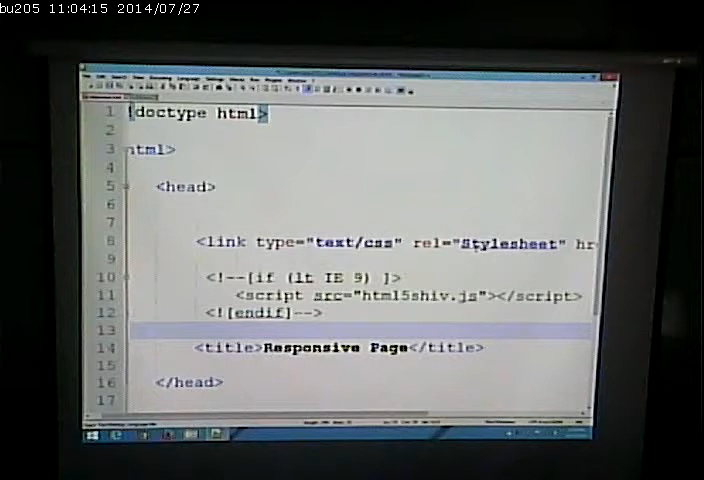 bu205 11:04:15 2014/07/27
1 !doctype html>
2
3 html>
4
5 <head>
6
7
8 <link type="text/css" rel="Stylesheet" hr
9
10 <!--[if (lt IE 9) ]>
11 <script src="html5shiv.js"></script>
12 <![endif]-->
13
14 <title>Responsive Page</title>
15
16 </head>
17